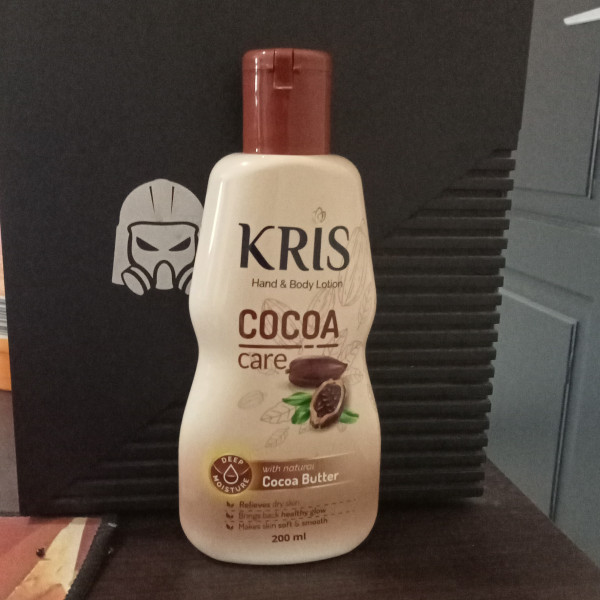 KRIS
Hand & Body Lotion
COCOA
care
DEEP
MOISTURE
with natural
Cocoa Butter
Relieves dry skin
Brings back healthy glow
Makes skin soft & smooth
200 ml